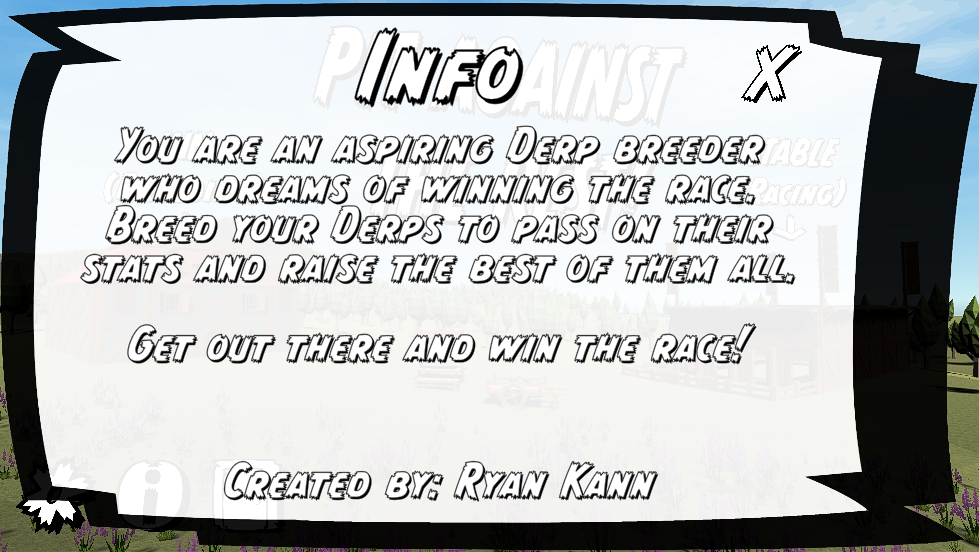 Info
X
You are an aspiring Derp breeder
who dreams of winning the race.
Breed your Derps to pass on their
stats and raise the best of them all.
Get out there and win the race!
Created by: Ryan Kann